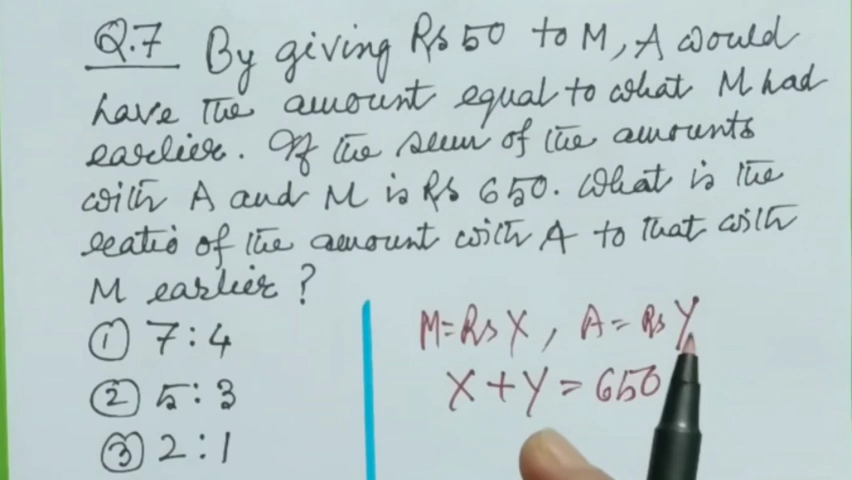 Q.7 By giving Rs 50 to M, A would
have the amount equal to what M had
earlier. If the sum of the amounts
with A and M is Rs 650. What is the
ratio of the amount with A to that with
M earlier?
① 7:4
② 5:3
③ 2:1
M = Rs X, A = Rs Y
X + Y = 650